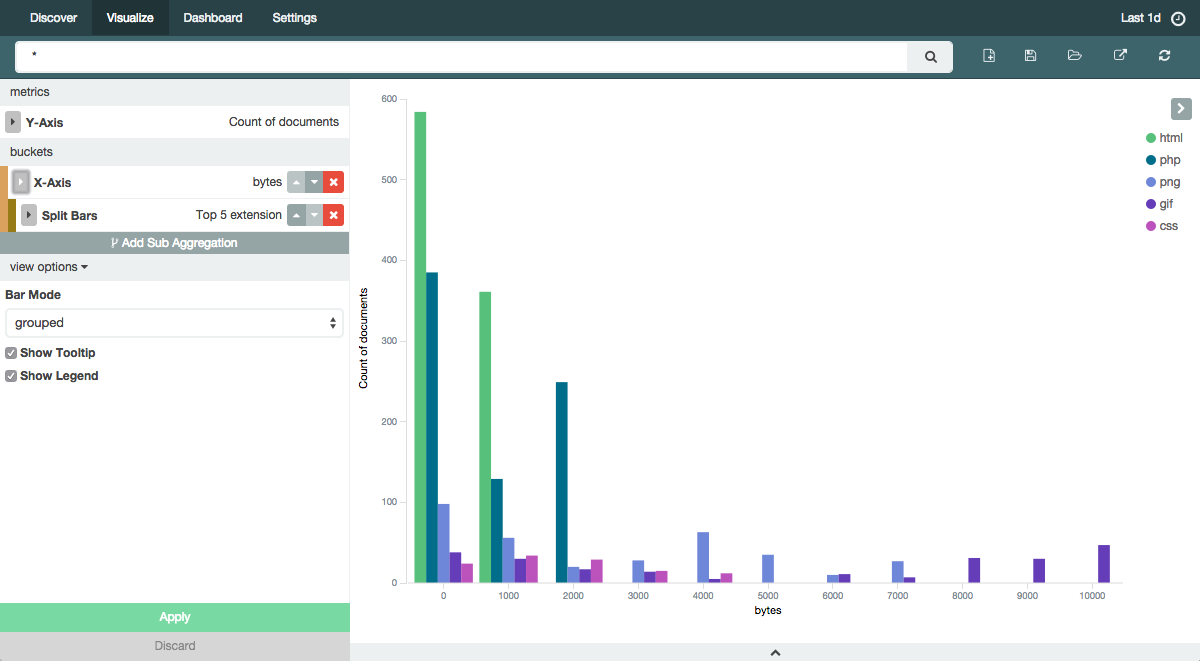 Discover Visualize Dashboard Settings Last 1d
*
metrics
Y-Axis Count of documents
buckets
X-Axis bytes
Split Bars Top 5 extension
Add Sub Aggregation
view options
Bar Mode
grouped
Show Tooltip
Show Legend
Apply
Discard
600
500
400
300
200
100
0
Count of documents
0 1000 2000 3000 4000 5000 6000 7000 8000 9000 10000
bytes
html
php
png
gif
css